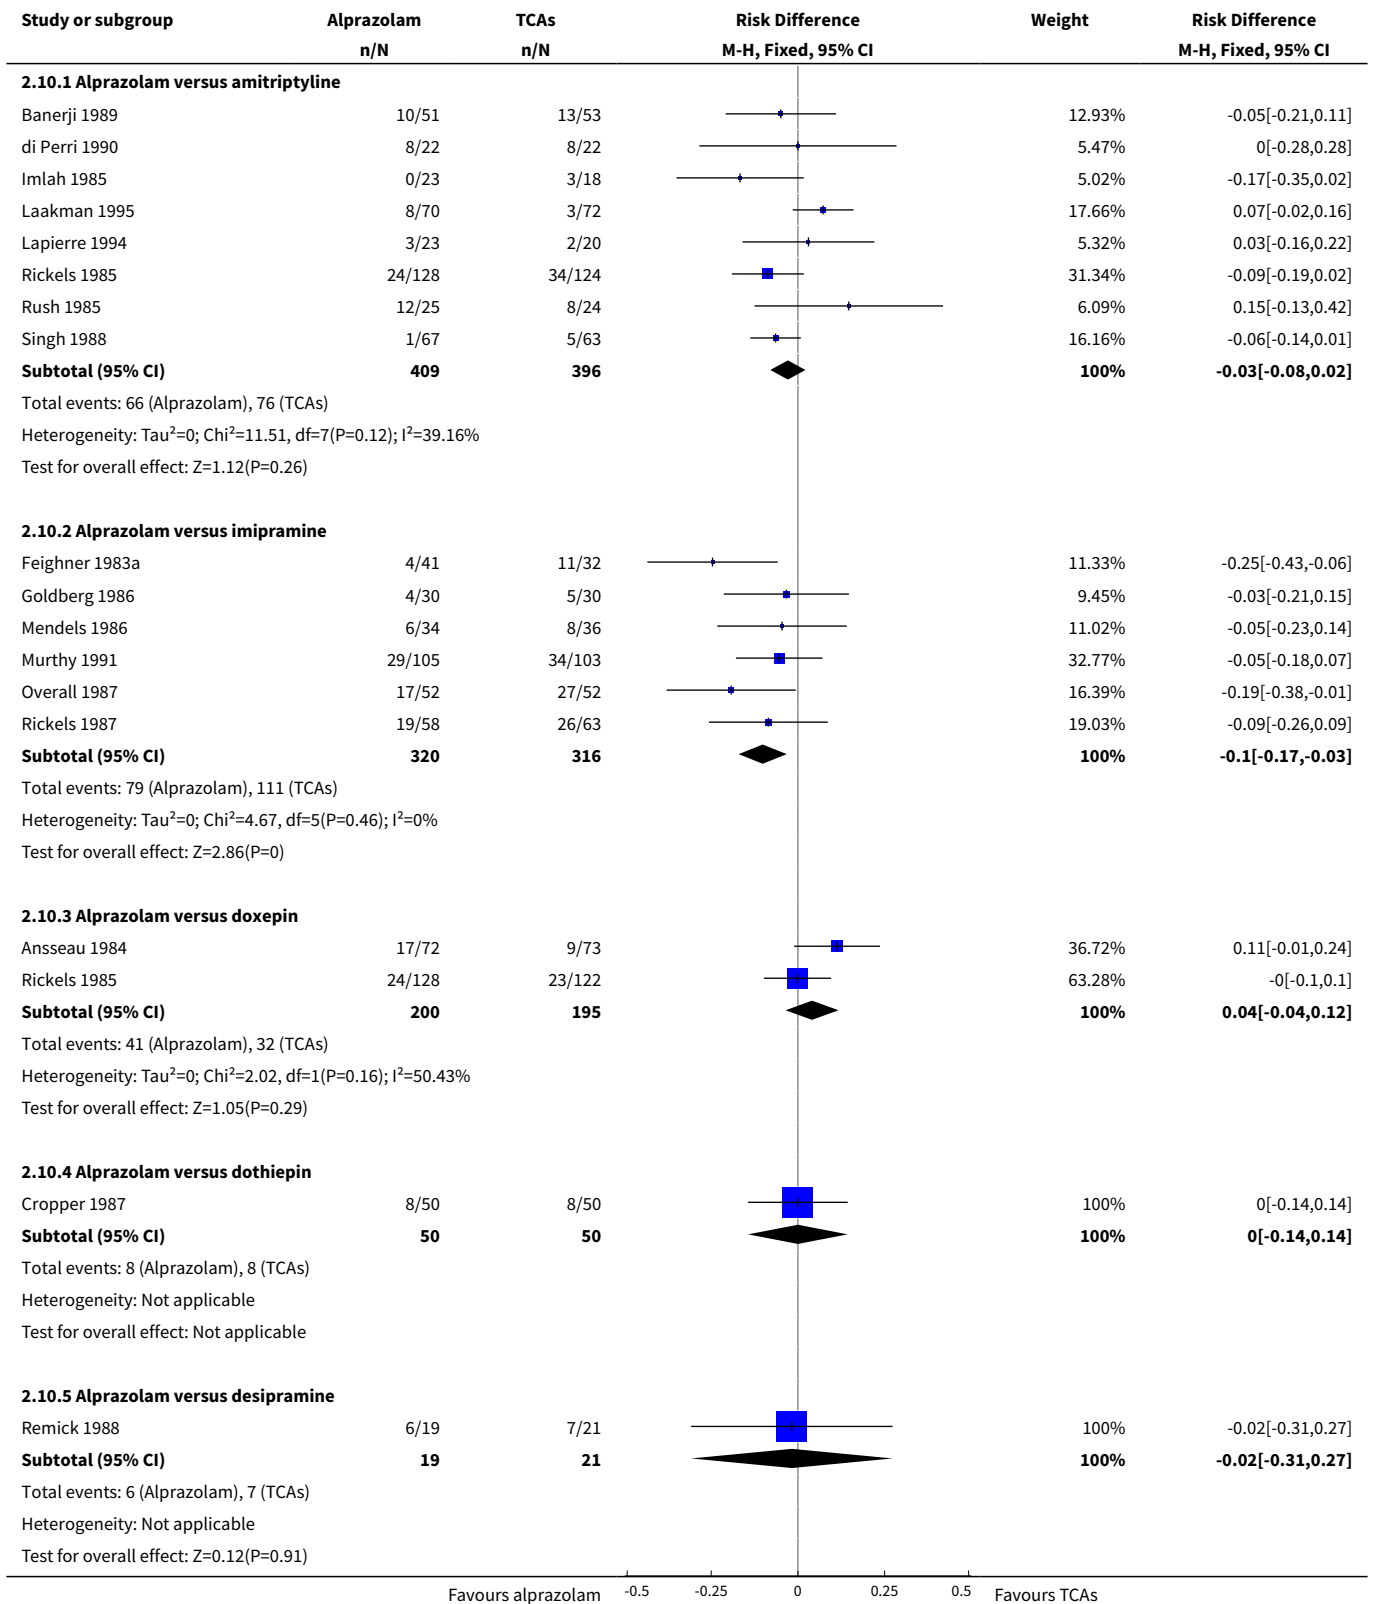 Study or subgroup Alprazolam TCAs Risk Difference Weight Risk Difference
n/N n/N M-H, Fixed, 95% CI M-H, Fixed, 95% CI
2.10.1 Alprazolam versus amitriptyline
Banerji 1989 10/51 13/53 12.93% -0.05[-0.21,0.11]
di Perri 1990 8/22 8/22 5.47% 0[-0.28,0.28]
Imlah 1985 0/23 3/18 5.02% -0.17[-0.35,0.02]
Laakman 1995 8/70 3/72 17.66% 0.07[-0.02,0.16]
Lapierre 1994 3/23 2/20 5.32% 0.03[-0.16,0.22]
Rickels 1985 24/128 34/124 31.34% -0.09[-0.19,0.02]
Rush 1985 12/25 8/24 6.09% 0.15[-0.13,0.42]
Singh 1988 1/67 5/63 16.16% -0.06[-0.14,0.01]
Subtotal (95% CI) 409 396 100% -0.03[-0.08,0.02]
Total events: 66 (Alprazolam), 76 (TCAs)
Heterogeneity: Tau²=0; Chi²=11.51, df=7(P=0.12); I²=39.16%
Test for overall effect: Z=1.12(P=0.26)
2.10.2 Alprazolam versus imipramine
Feighner 1983a 4/41 11/32 11.33% -0.25[-0.43,-0.06]
Goldberg 1986 4/30 5/30 9.45% -0.03[-0.21,0.15]
Mendels 1986 6/34 8/36 11.02% -0.05[-0.23,0.14]
Murthy 1991 29/105 34/103 32.77% -0.05[-0.18,0.07]
Overall 1987 17/52 27/52 16.39% -0.19[-0.38,-0.01]
Rickels 1987 19/58 26/63 19.03% -0.09[-0.26,0.09]
Subtotal (95% CI) 320 316 100% -0.1[-0.17,-0.03]
Total events: 79 (Alprazolam), 111 (TCAs)
Heterogeneity: Tau²=0; Chi²=4.67, df=5(P=0.46); I²=0%
Test for overall effect: Z=2.86(P=0)
2.10.3 Alprazolam versus doxepin
Ansseau 1984 17/72 9/73 36.72% 0.11[-0.01,0.24]
Rickels 1985 24/128 23/122 63.28% -0[-0.1,0.1]
Subtotal (95% CI) 200 195 100% 0.04[-0.04,0.12]
Total events: 41 (Alprazolam), 32 (TCAs)
Heterogeneity: Tau²=0; Chi²=2.02, df=1(P=0.16); I²=50.43%
Test for overall effect: Z=1.05(P=0.29)
2.10.4 Alprazolam versus dothiepin
Cropper 1987 8/50 8/50 100% 0[-0.14,0.14]
Subtotal (95% CI) 50 50 100% 0[-0.14,0.14]
Total events: 8 (Alprazolam), 8 (TCAs)
Heterogeneity: Not applicable
Test for overall effect: Not applicable
2.10.5 Alprazolam versus desipramine
Remick 1988 6/19 7/21 100% -0.02[-0.31,0.27]
Subtotal (95% CI) 19 21 100% -0.02[-0.31,0.27]
Total events: 6 (Alprazolam), 7 (TCAs)
Heterogeneity: Not applicable
Test for overall effect: Z=0.12(P=0.91)
Favours alprazolam -0.5 -0.25 0 0.25 0.5 Favours TCAs